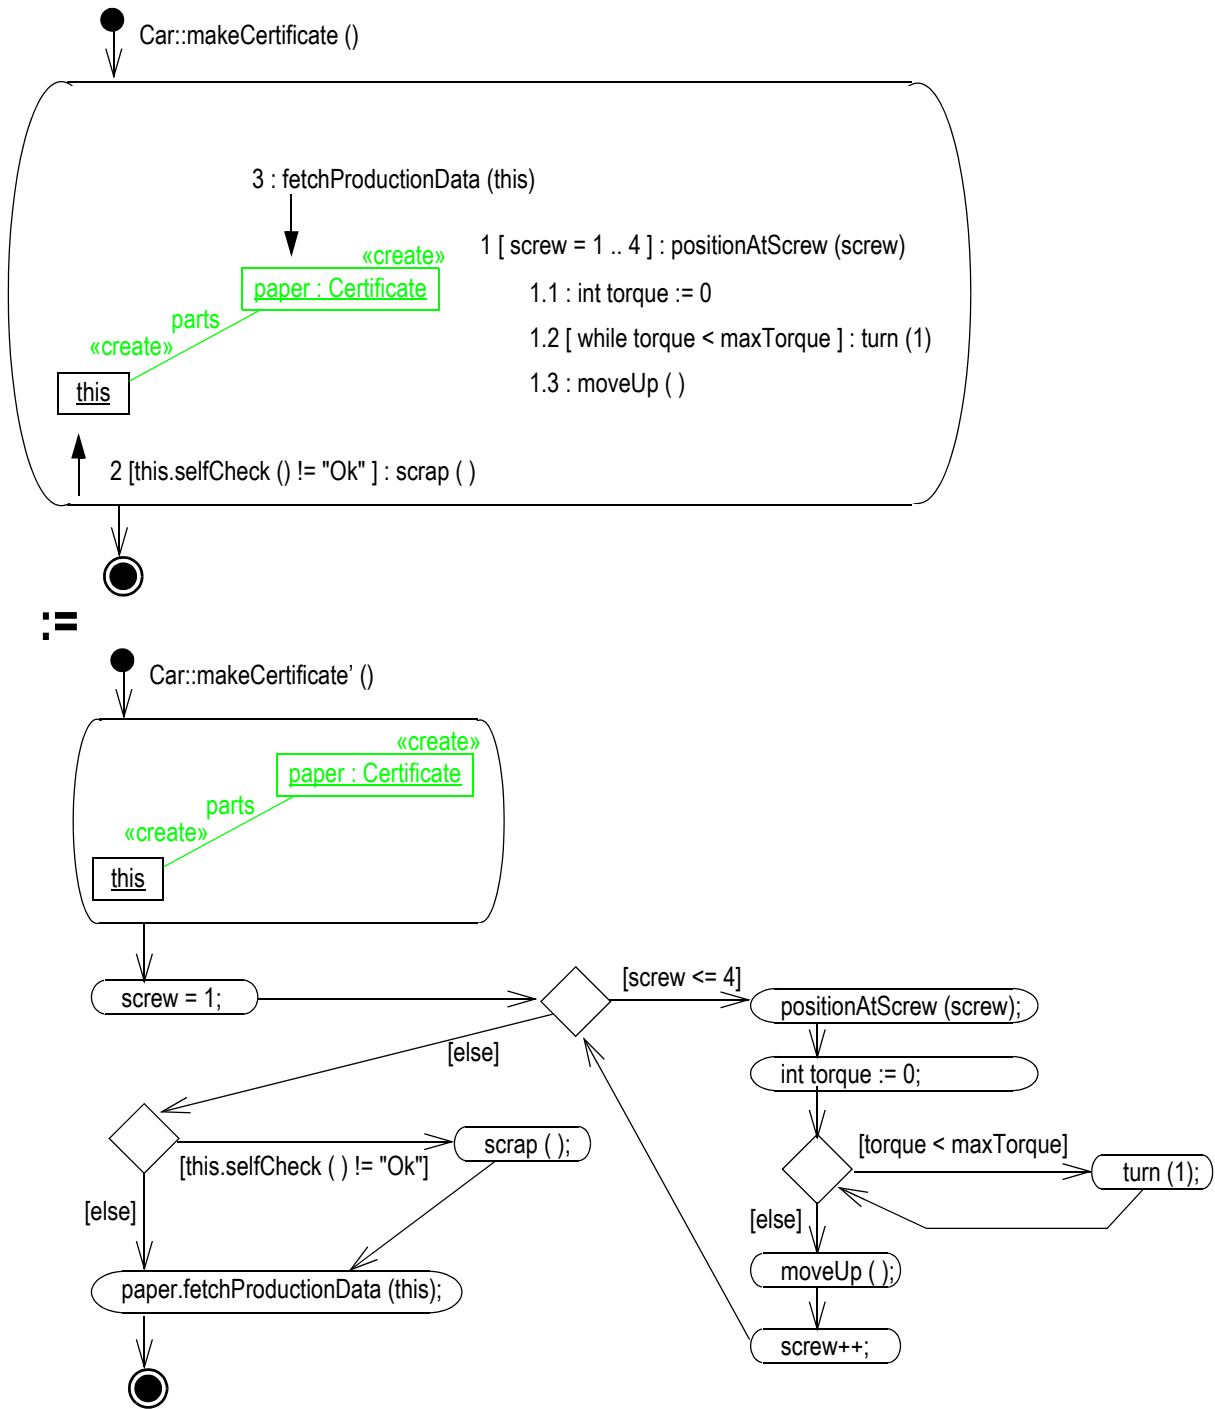 Car::makeCertificate ()
3 : fetchProductionData (this)
1 [ screw = 1 .. 4 ] : positionAtScrew (screw)
«create»
paper : Certificate
1.1 : int torque := 0
parts
1.2 [ while torque < maxTorque ] : turn (1)
«create»
1.3 : moveUp ( )
this
2 [this.selfCheck () != "Ok" ] : scrap ( )
:=
Car::makeCertificate’ ()
«create»
paper : Certificate
parts
«create»
this
[screw <= 4]
screw = 1;
positionAtScrew (screw);
[else]
int torque := 0;
[torque < maxTorque]
scrap ( );
[this.selfCheck ( ) != "Ok"]
turn (1);
[else]
[else]
moveUp ( );
paper.fetchProductionData (this);
screw++;